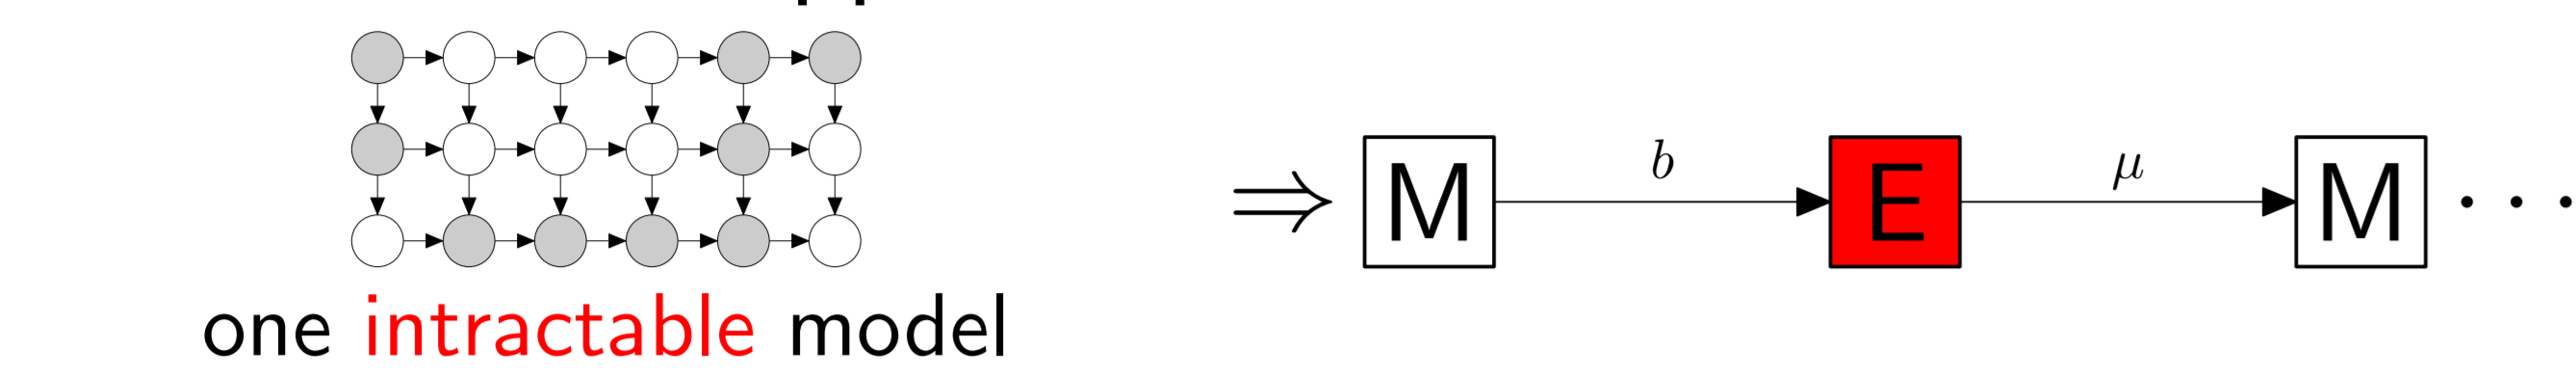 ⇒ M b E μ M · · ·
one intractable model